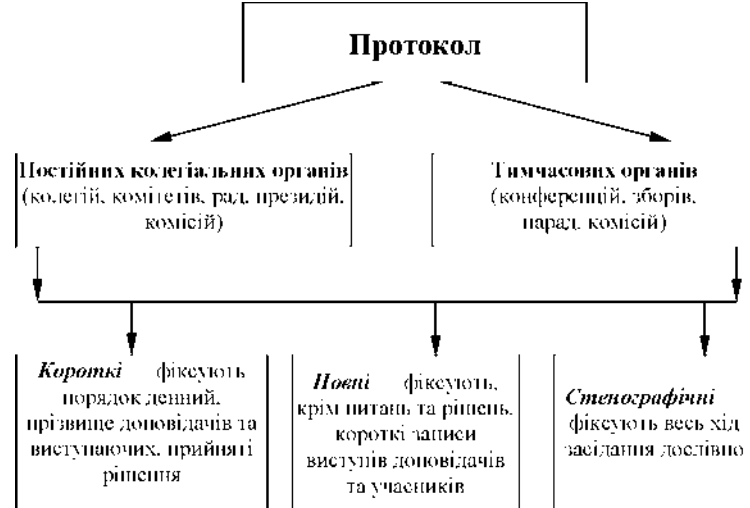 Протокол
Постійних колегіальних органів
(колегій, комітетів, рад, президій,
комісій)
Тимчасових органів
(конференцій, зборів,
нарад, комісій)
Короткі фіксують
порядок денний,
прізвище доповідачів та
виступаючих, прийняті
рішення
Повні фіксують,
крім питань та рішень,
короткі записи
виступів доповідачів
та учасників
Стенографічні
фіксують весь хід
засідання дослівно